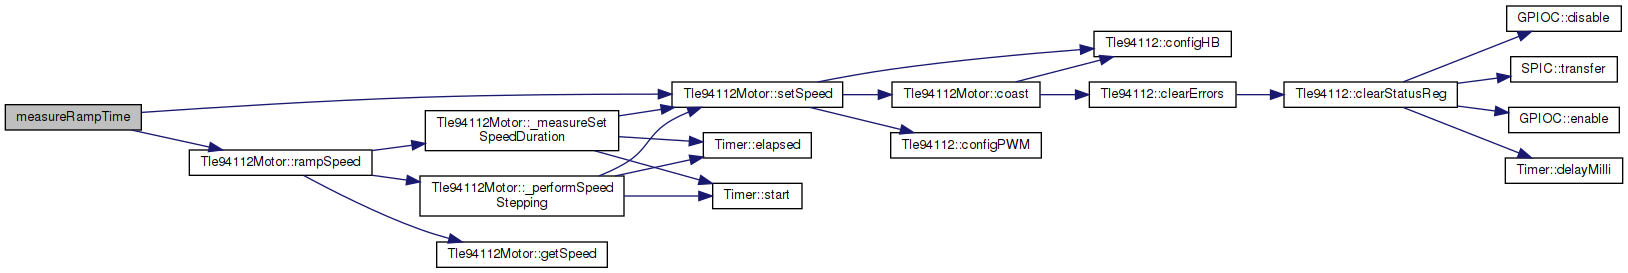 measureRampTime
Tle94112Motor::rampSpeed
Tle94112Motor::_measureSet
SpeedDuration
Tle94112Motor::_performSpeed
Stepping
Tle94112Motor::getSpeed
Tle94112Motor::setSpeed
Timer::elapsed
Timer::start
Tle94112Motor::coast
Tle94112::configPWM
Tle94112::configHB
Tle94112::clearErrors
Tle94112::clearStatusReg
GPIOC::disable
SPIC::transfer
GPIOC::enable
Timer::delayMilli